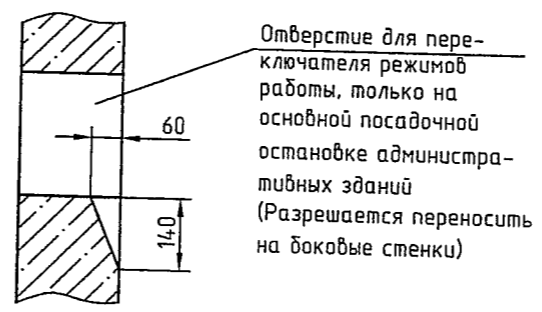 Отверстие для пере-
ключателя режимов
работы, только на
основной посадочной
остановке администра-
тивных зданий
(Разрешается переносить
на боковые стенки)
60
140